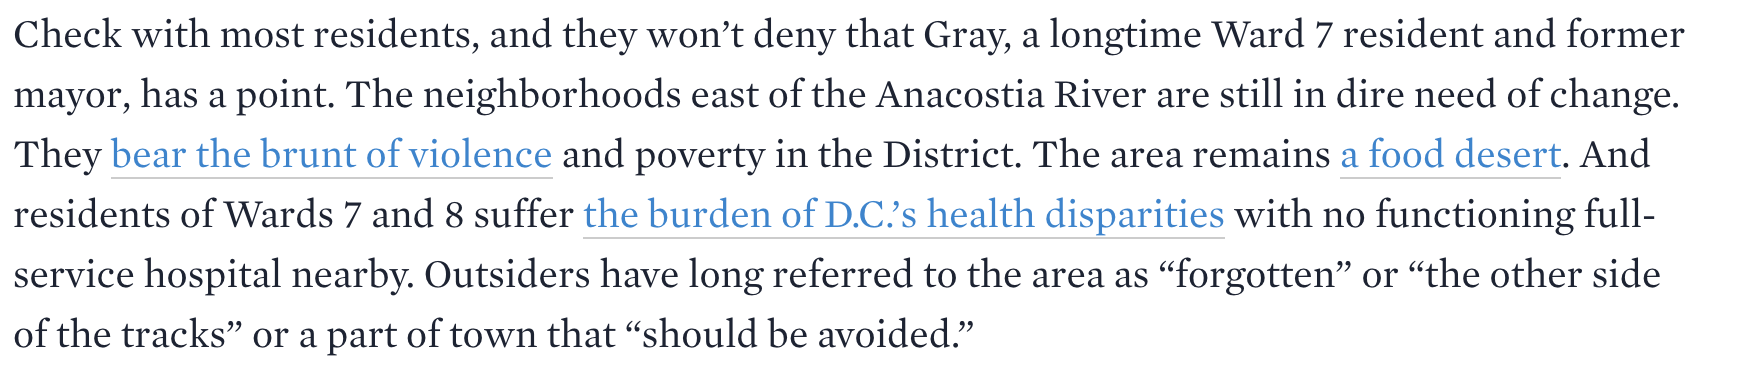 Check with most residents, and they won’t deny that Gray, a longtime Ward 7 resident and former
mayor, has a point. The neighborhoods east of the Anacostia River are still in dire need of change.
They bear the brunt of violence and poverty in the District. The area remains a food desert. And
residents of Wards 7 and 8 suffer the burden of D.C.’s health disparities with no functioning full-
service hospital nearby. Outsiders have long referred to the area as “forgotten” or “the other side
of the tracks” or a part of town that “should be avoided.”